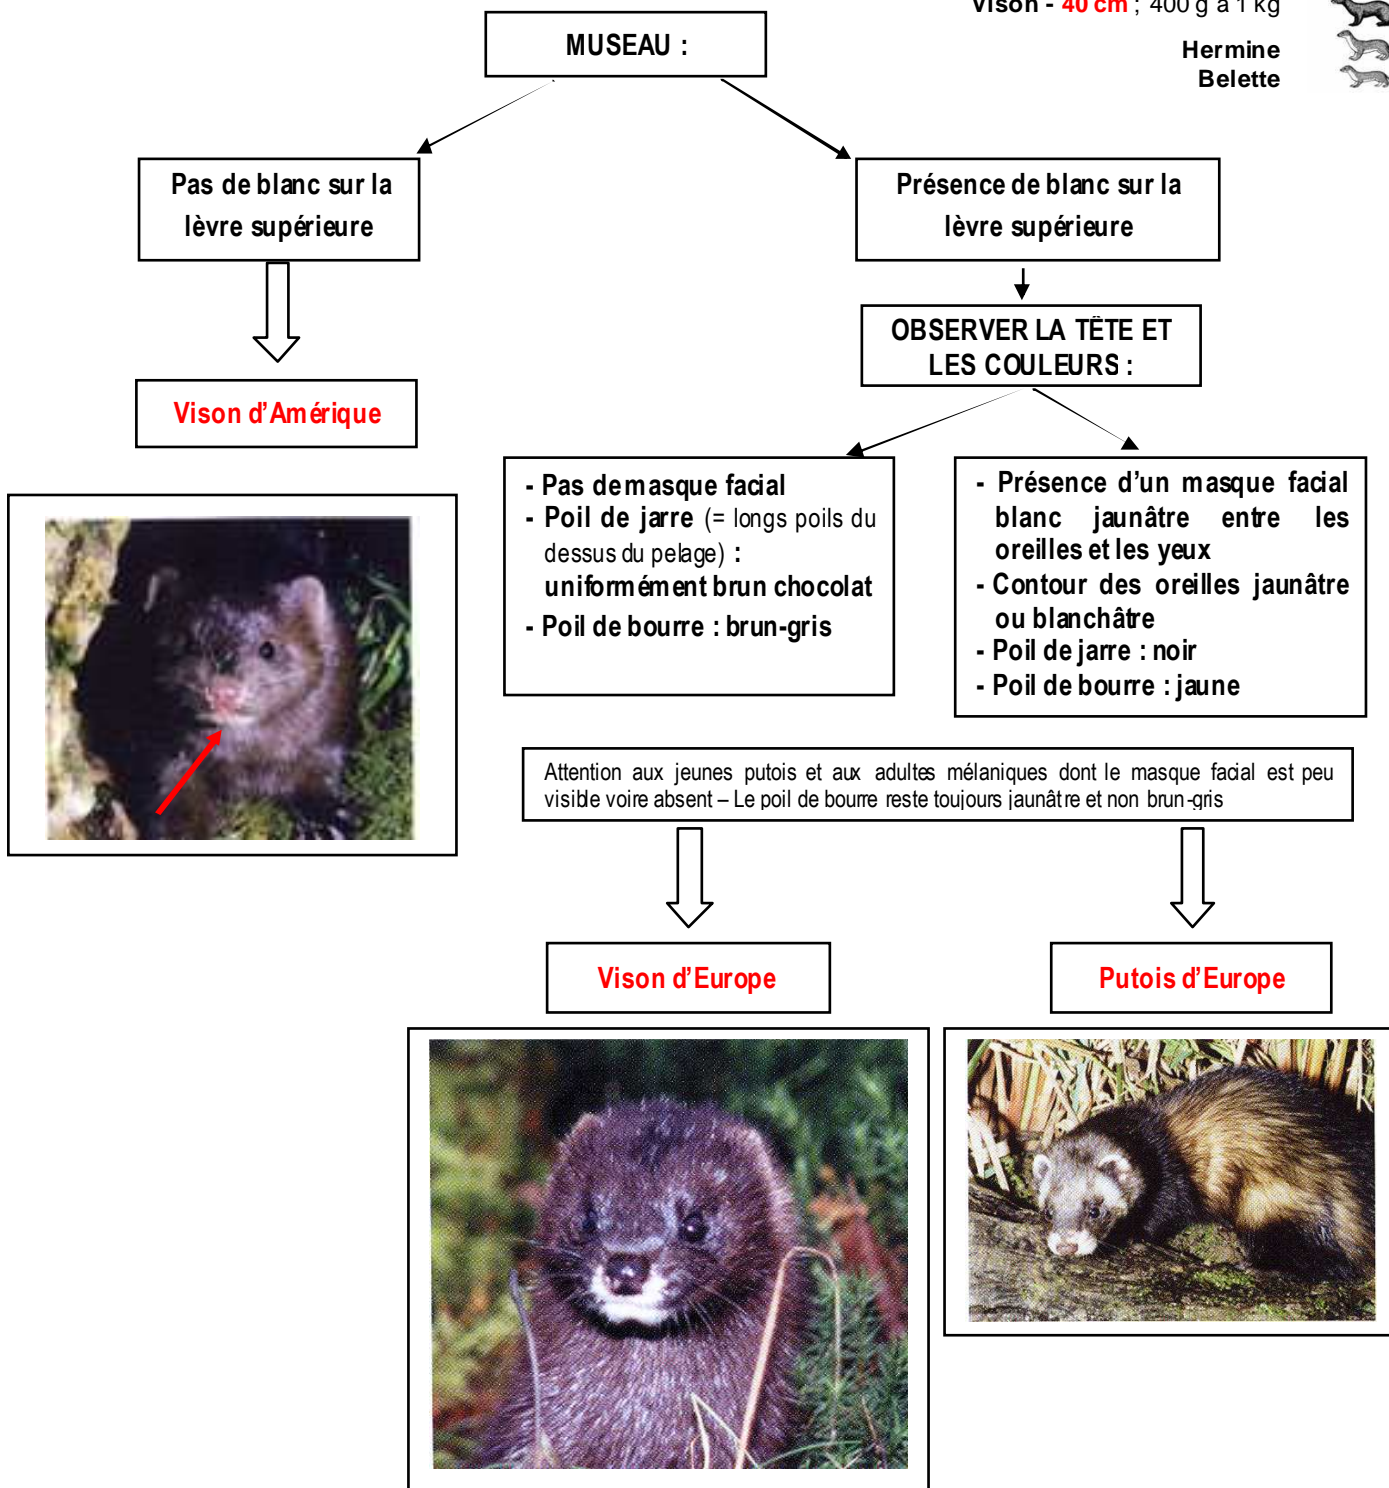 Vison - 40 cm ; 400 g à 1 kg
Hermine
Belette
MUSEAU :
Pas de blanc sur la
lèvre supérieure
Présence de blanc sur la
lèvre supérieure
OBSERVER LA TÊTE ET
LES COULEURS :
Vison d'Amérique
- Pas de masque facial
- Poil de jarre (= longs poils du
dessus du pelage) :
uniformément brun chocolat
- Poil de bourre : brun-gris
- Présence d'un masque facial
blanc jaunâtre entre les
oreilles et les yeux
- Contour des oreilles jaunâtre
ou blanchâtre
- Poil de jarre : noir
- Poil de bourre : jaune
Attention aux jeunes putois et aux adultes mélaniques dont le masque facial est peu
visible voire absent – Le poil de bourre reste toujours jaunâtre et non brun-gris
Vison d'Europe
Putois d'Europe